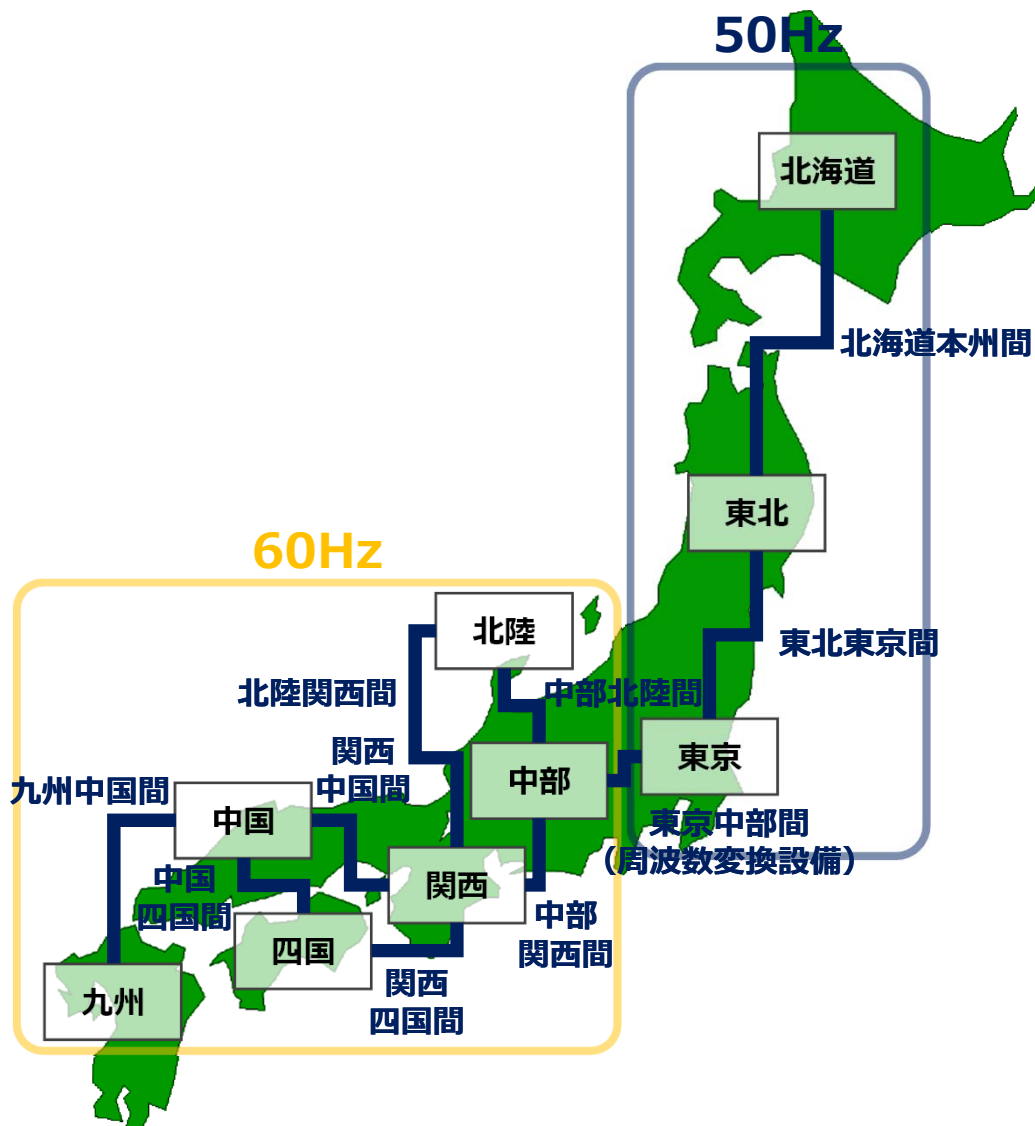 50Hz
北海道
北海道本州間
東北
60Hz
北陸
東北東京間
北陸関西間
中部北陸間
関西
中国間
東京
中部
九州中国間
中国
東京中部間
（周波数変換設備）
中国
四国間
関西
中部
関西間
四国
九州
関西
四国間